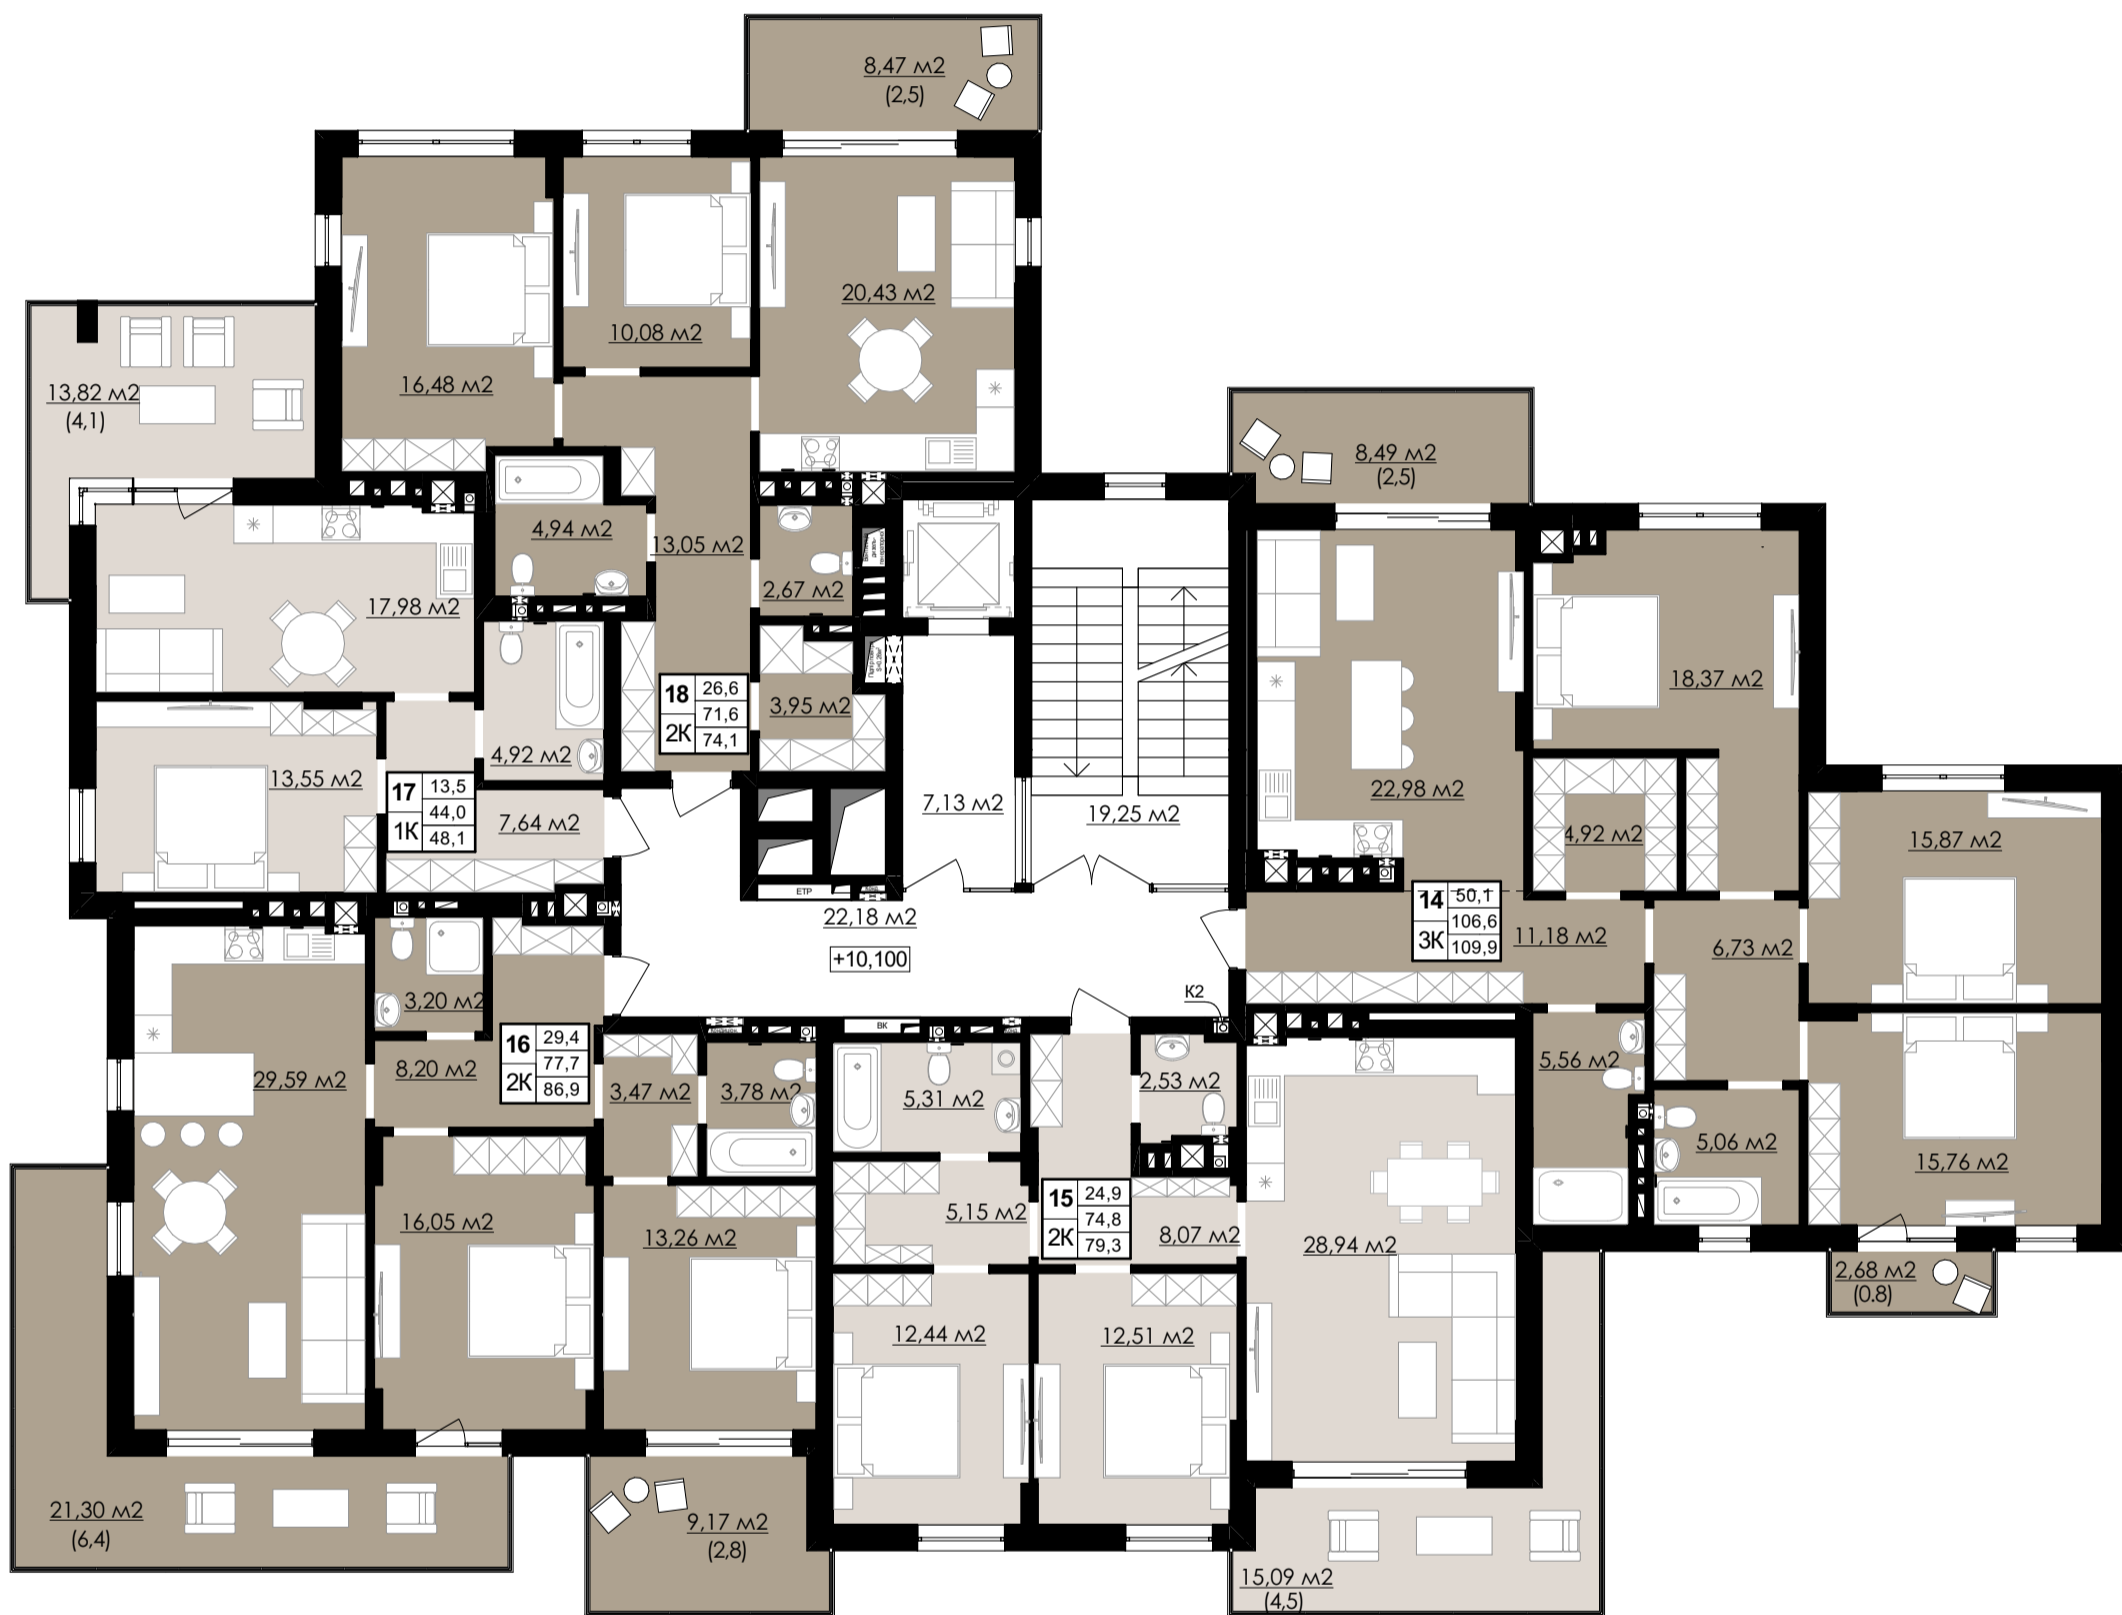 8,47 м2
(2,5)
20,43 м2
10,08 м2
16,48 м2
13,82 м2
(4,1)
8,49 м2
(2,5)
4,94 м2
13,05 м2
2,67 м2
17,98 м2
18,37 м2
18 26,6
71,6
2К 74,1
3,95 м2
4,92 м2
13,55 м2
17 13,5
44,0
1К 48,1
7,64 м2
7,13 м2
19,25 м2
22,98 м2
4,92 м2
15,87 м2
ЕТР
22,18 м2
+10,100
14 50,1
106,6
3К 109,9
11,18 м2
6,73 м2
3,20 м2
К2
ВК
16 29,4
77,7
2К 86,9
8,20 м2
29,59 м2
3,47 м2
3,78 м2
5,31 м2
2,53 м2
5,56 м2
5,06 м2
15,76 м2
16,05 м2
13,26 м2
5,15 м2
15 24,9
74,8
2К 79,3
8,07 м2
28,94 м2
2,68 м2
(0.8)
12,44 м2
12,51 м2
21,30 м2
(6,4)
9,17 м2
(2,8)
15,09 м2
(4,5)